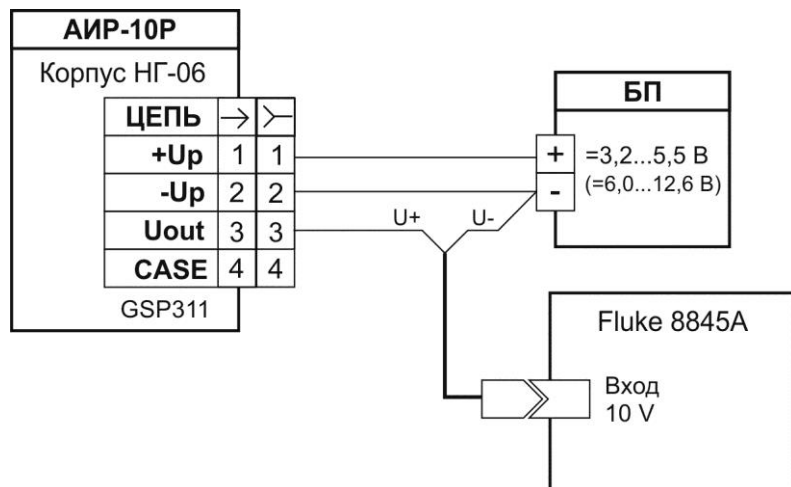 АИР-10Р
Корпус НГ-06
ЦЕПЬ
+Up 1 1
-Up 2 2
Uout 3 3
CASE 4 4
GSP311
U+ U-
БП
+ =3,2...5,5 В
- (=6,0...12,6 В)
Fluke 8845A
Вход
10 V